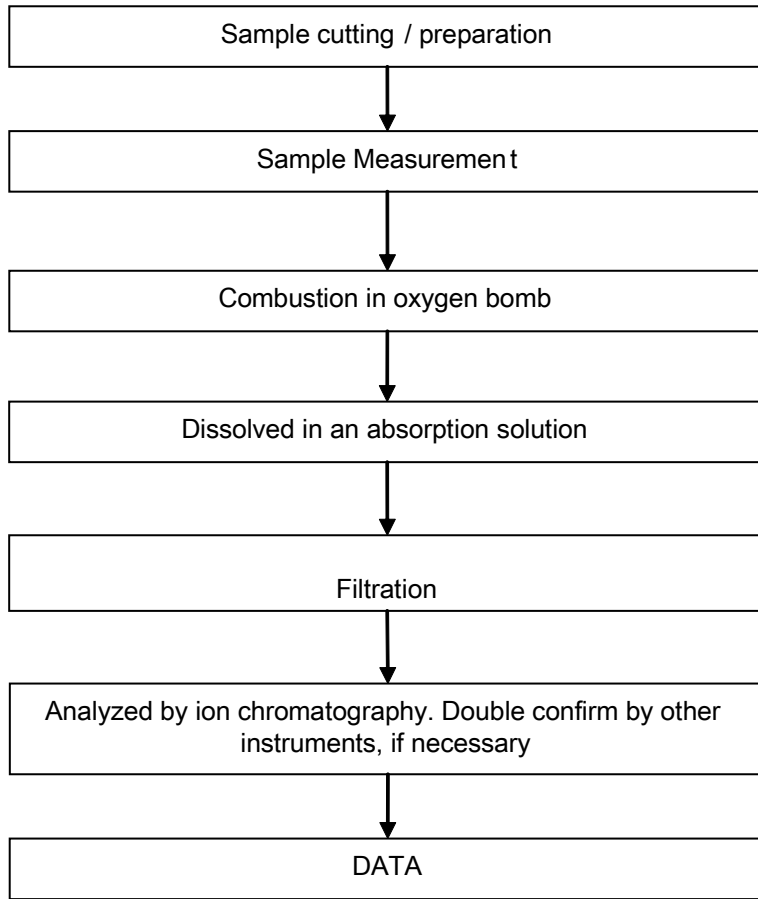 Sample cutting / preparation
Sample Measurement
Combustion in oxygen bomb
Dissolved in an absorption solution
Filtration
Analyzed by ion chromatography. Double confirm by other
instruments, if necessary
DATA